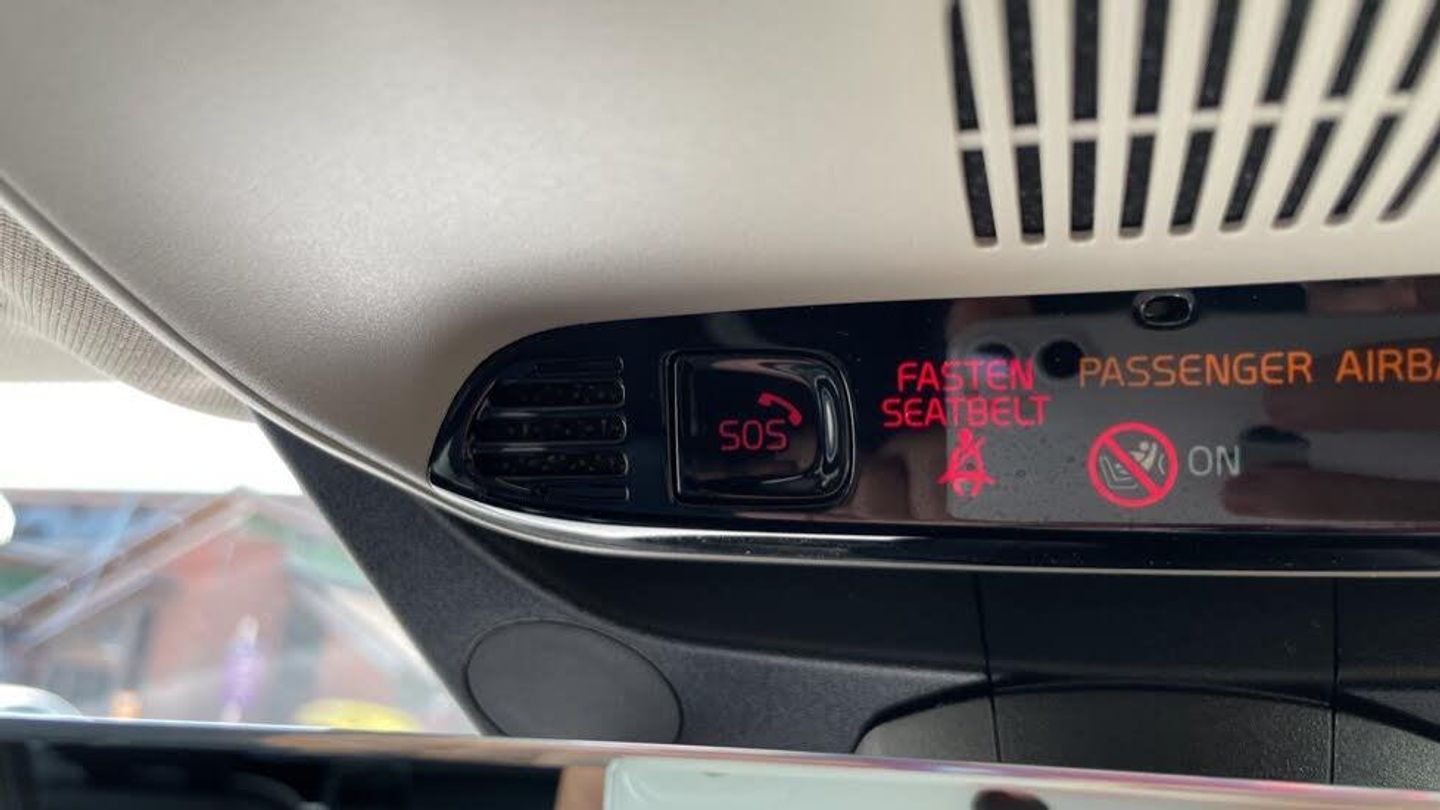 SOS
FASTEN
SEATBELT
PASSENGER
ON